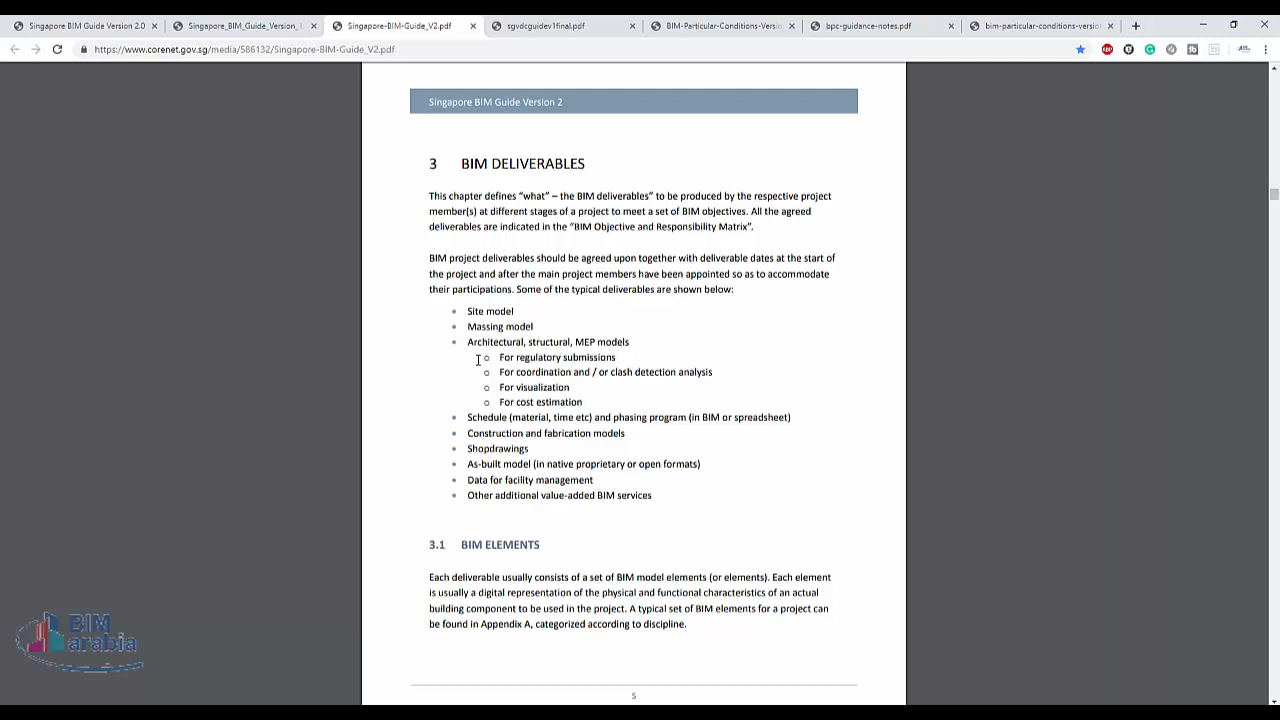 Singapore BIM Guide Version 2.0
Singapore_BIM_Guide_Version_
Singapore-BIM-Guide_V2.pdf
sgvdcguidev1final.pdf
BIM-Particular-Conditions-Versio
bpc-guidance-notes.pdf
bim-particular-conditions-versio
https://www.corenet.gov.sg/media/586132/Singapore-BIM-Guide_V2.pdf
Singapore BIM Guide Version 2
3 BIM DELIVERABLES
This chapter defines “what” – the BIM deliverables” to be produced by the respective project
member(s) at different stages of a project to meet a set of BIM objectives. All the agreed
deliverables are indicated in the “BIM Objective and Responsibility Matrix”.
BIM project deliverables should be agreed upon together with deliverable dates at the start of
the project and after the main project members have been appointed so as to accommodate
their participations. Some of the typical deliverables are shown below:
• Site model
• Massing model
• Architectural, structural, MEP models
o For regulatory submissions
o For coordination and / or clash detection analysis
o For visualization
o For cost estimation
• Schedule (material, time etc) and phasing program (in BIM or spreadsheet)
• Construction and fabrication models
• Shopdrawings
• As-built model (in native proprietary or open formats)
• Data for facility management
• Other additional value-added BIM services
3.1 BIM ELEMENTS
Each deliverable usually consists of a set of BIM model elements (or elements). Each element
is usually a digital representation of the physical and functional characteristics of an actual
building component to be used in the project. A typical set of BIM elements for a project can
be found in Appendix A, categorized according to discipline.
5
BIM
arabia